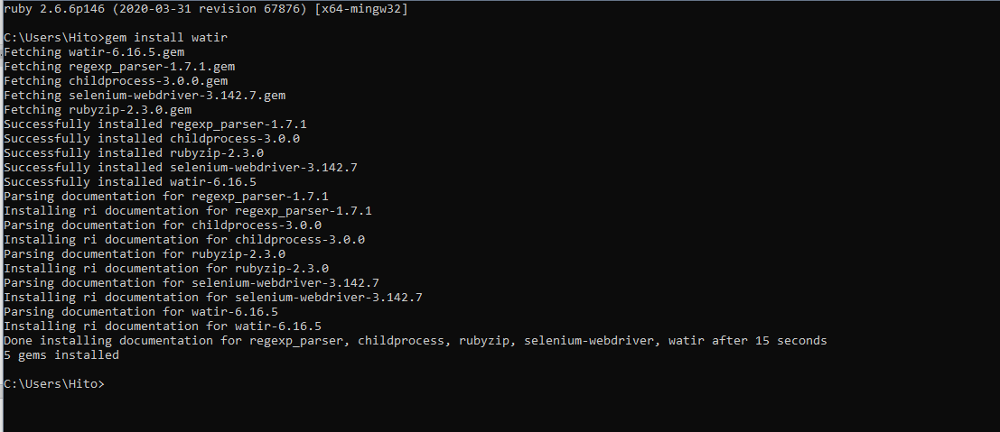 ruby 2.6.6p146 (2020-03-31 revision 67876) [x64-mingw32]
C:\Users\Hito>gem install watir
Fetching watir-6.16.5.gem
Fetching regexp_parser-1.7.1.gem
Fetching childprocess-3.0.0.gem
Fetching selenium-webdriver-3.142.7.gem
Fetching rubyzip-2.3.0.gem
Successfully installed regexp_parser-1.7.1
Successfully installed childprocess-3.0.0
Successfully installed rubyzip-2.3.0
Successfully installed selenium-webdriver-3.142.7
Successfully installed watir-6.16.5
Parsing documentation for regexp_parser-1.7.1
Installing ri documentation for regexp_parser-1.7.1
Parsing documentation for childprocess-3.0.0
Installing ri documentation for childprocess-3.0.0
Parsing documentation for rubyzip-2.3.0
Installing ri documentation for rubyzip-2.3.0
Parsing documentation for selenium-webdriver-3.142.7
Installing ri documentation for selenium-webdriver-3.142.7
Parsing documentation for watir-6.16.5
Installing ri documentation for watir-6.16.5
Done installing documentation for regexp_parser, childprocess, rubyzip, selenium-webdriver, watir after 15 seconds
5 gems installed
C:\Users\Hito>